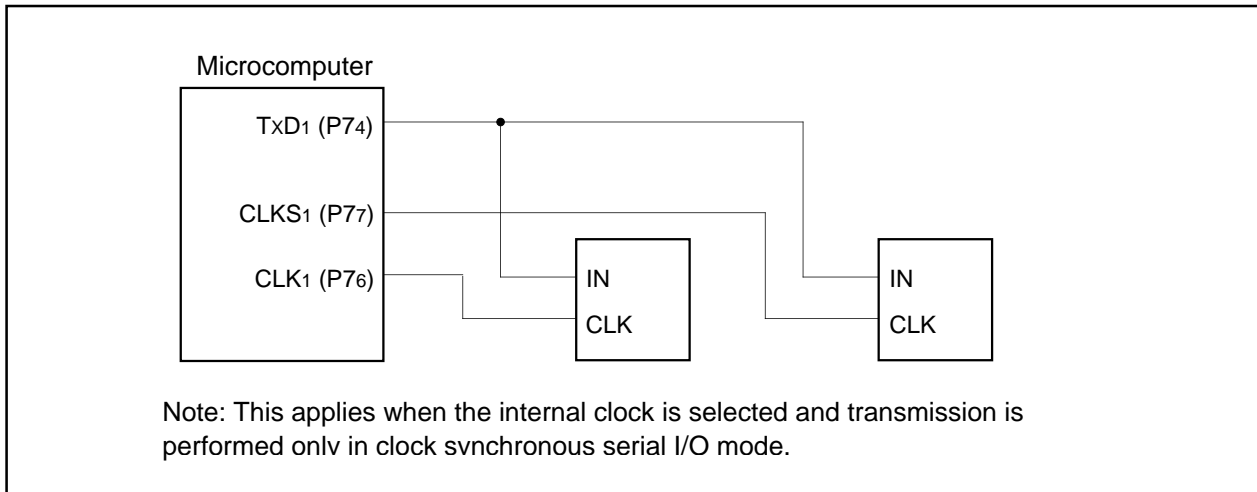 Microcomputer
TXD1 (P74)
CLKS1 (P77)
CLK1 (P76)
IN
CLK
IN
CLK
Note: This applies when the internal clock is selected and transmission is
performed only in clock synchronous serial I/O mode.